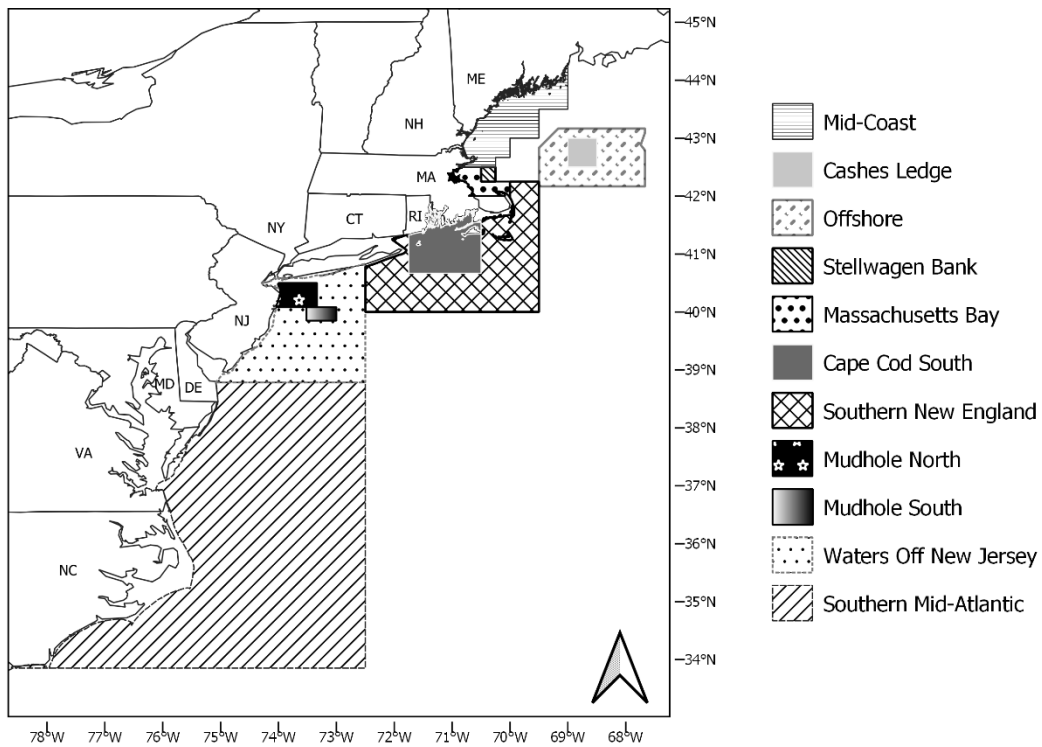 45°N
ME
44°N
NH
43°N
MA
42°N
NY
CT
RI
41°N
NJ
40°N
39°N
MD
DE
38°N
VA
37°N
36°N
NC
35°N
34°N
78°W
77°W
76°W
75°W
74°W
73°W
72°W
71°W
70°W
69°W
68°W
Mid-Coast
Cashes Ledge
Offshore
Stellwagen Bank
Massachusetts Bay
Cape Cod South
Southern New England
Mudhole North
Mudhole South
Waters Off New Jersey
Southern Mid-Atlantic